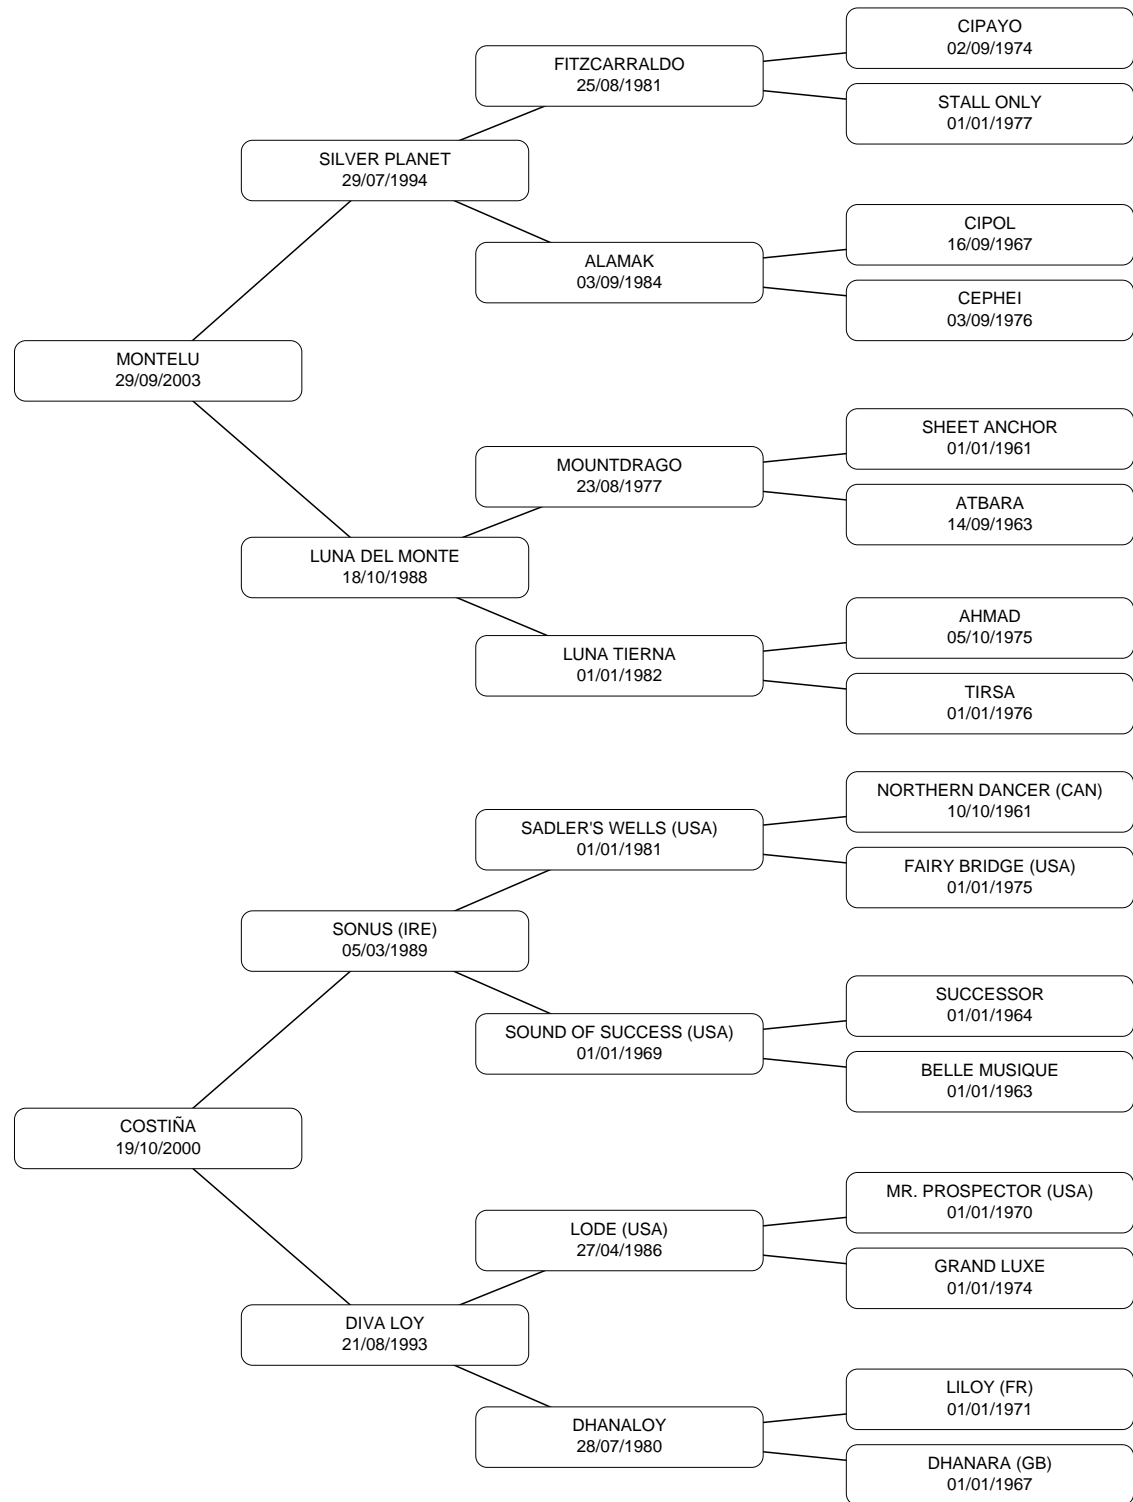 CIPAYO
02/09/1974
FITZCARRALDO
25/08/1981
STALL ONLY
01/01/1977
SILVER PLANET
29/07/1994
CIPOL
16/09/1967
ALAMAK
03/09/1984
CEPHEI
03/09/1976
MONTELU
29/09/2003
SHEET ANCHOR
01/01/1961
MOUNTDRAGO
23/08/1977
ATBARA
14/09/1963
LUNA DEL MONTE
18/10/1988
AHMAD
05/10/1975
LUNA TIERNA
01/01/1982
TIRSA
01/01/1976
NORTHERN DANCER (CAN)
10/10/1961
SADLER'S WELLS (USA)
01/01/1981
FAIRY BRIDGE (USA)
01/01/1975
SONUS (IRE)
05/03/1989
SUCCESSOR
01/01/1964
SOUND OF SUCCESS (USA)
01/01/1969
BELLE MUSIQUE
01/01/1963
COSTIÑA
19/10/2000
MR. PROSPECTOR (USA)
01/01/1970
LODE (USA)
27/04/1986
GRAND LUXE
01/01/1974
DIVA LOY
21/08/1993
LILOY (FR)
01/01/1971
DHANALOY
28/07/1980
DHANARA (GB)
01/01/1967